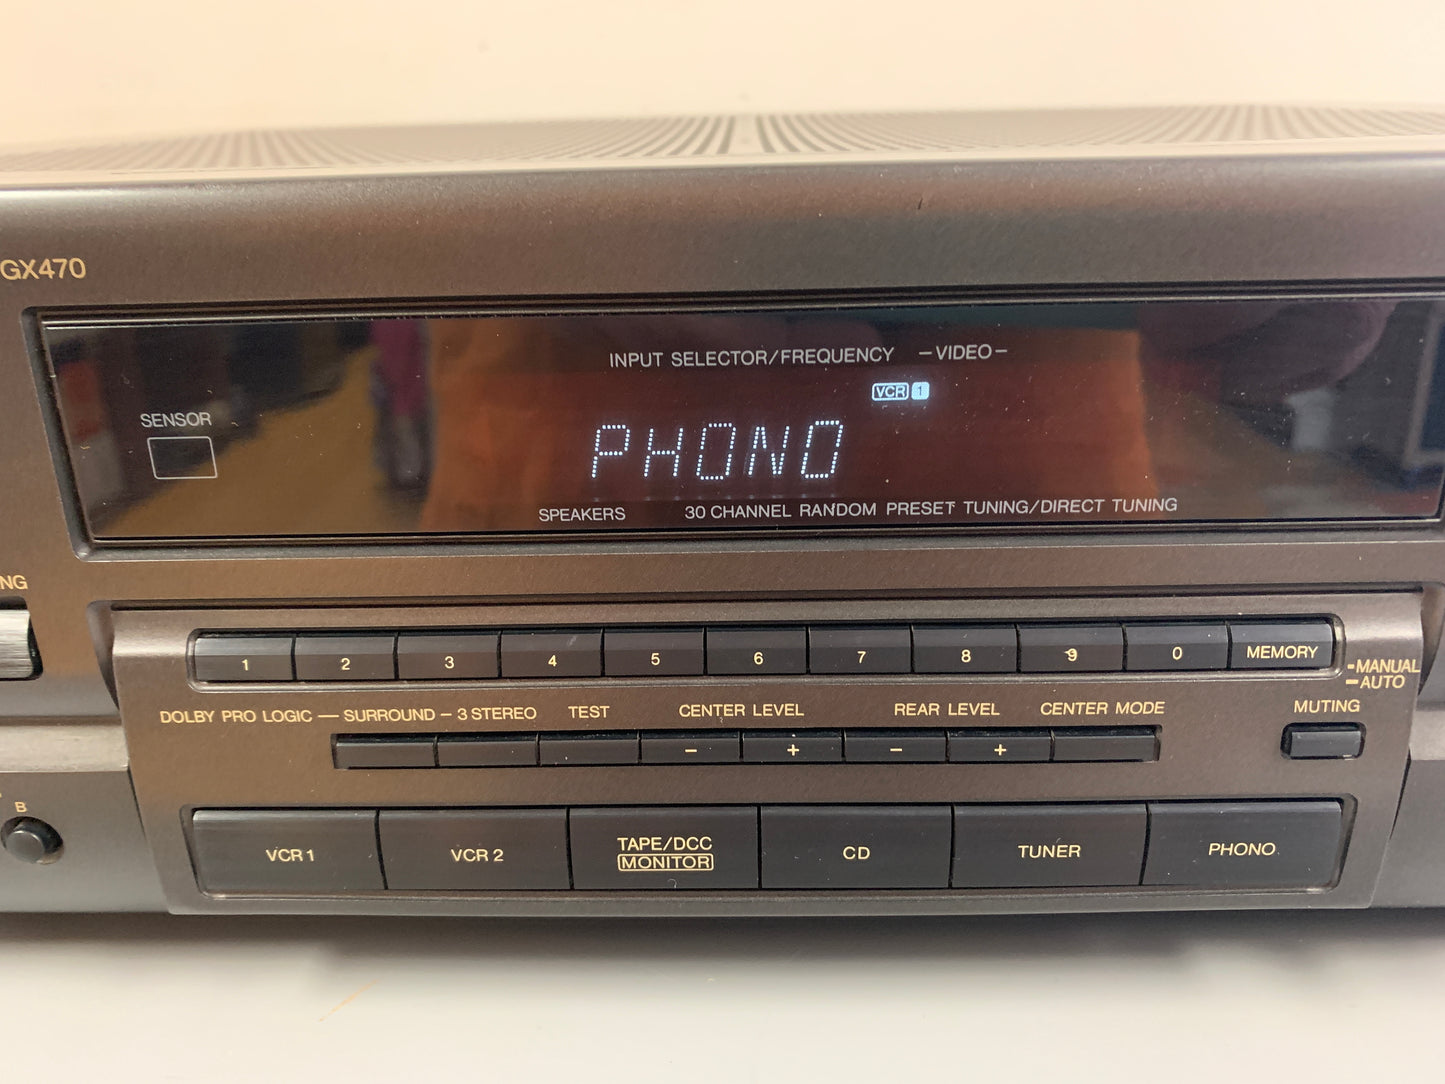 GX470
INPUT SELECTOR/FREQUENCY –VIDEO–
VCR 1
SENSOR
PHONO
SPEAKERS 30 CHANNEL RANDOM PRESET TUNING/DIRECT TUNING
NG
1 2 3 4 5 6 7 8 9 0 MEMORY
MANUAL
AUTO
DOLBY PRO LOGIC — SURROUND – 3 STEREO TEST CENTER LEVEL REAR LEVEL CENTER MODE MUTING
– + – +
B
VCR 1 VCR 2 TAPE/DCC CD TUNER PHONO
MONITOR